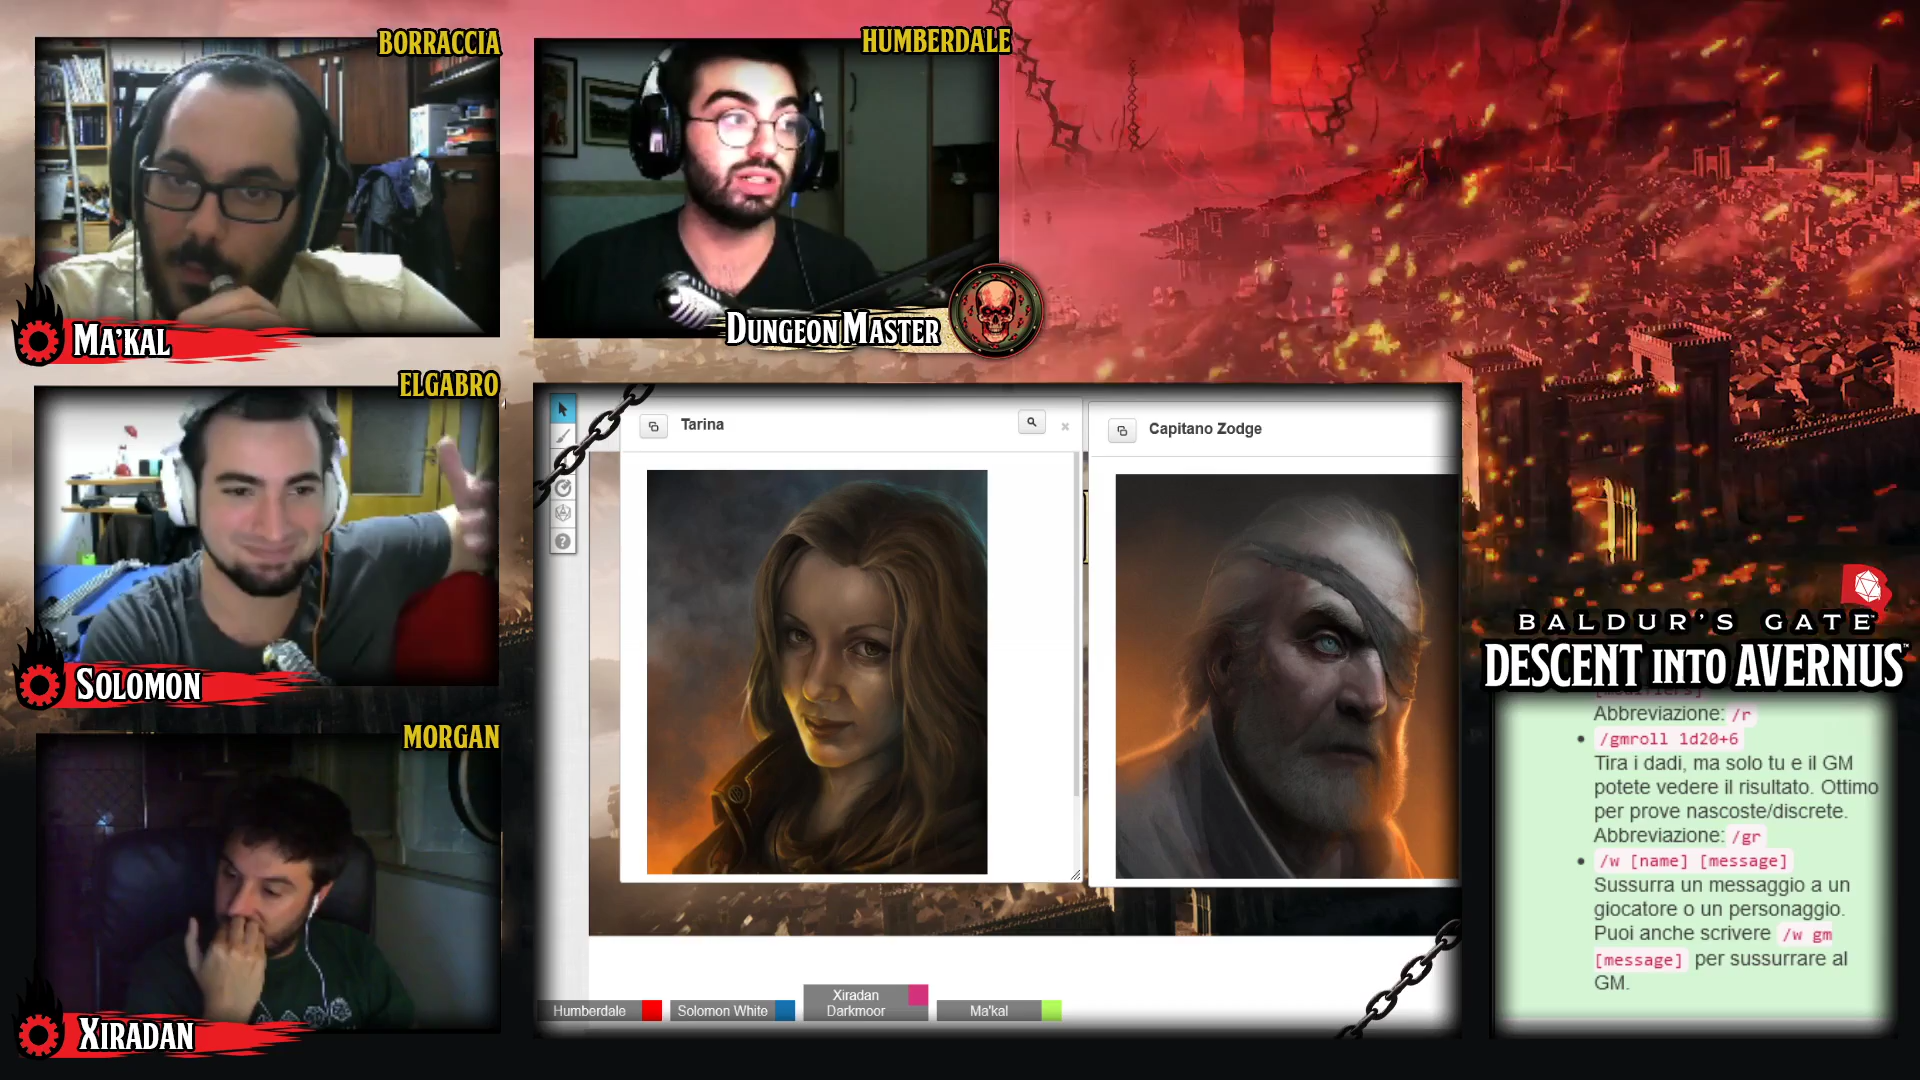 BORRACCIA
HUMBERDALE
MA'KAL
DUNGEON MASTER
ELGABRO
SOLOMON
MORGAN
XIRADAN
Tarina
Capitano Zodge
Humberdale
Solomon White
Xiradan
Darkmoor
Ma'kal
BALDUR'S GATE™
DESCENT INTO AVERNUS™
[modifiers]
Abbreviazione: /r
• /gmroll 1d20+6
Tira i dadi, ma solo tu e il GM
potete vedere il risultato. Ottimo
per prove nascoste/discrete.
Abbreviazione: /gr
• /w [name] [message]
Sussurra un messaggio a un
giocatore o un personaggio.
Puoi anche scrivere /w gm
[message] per sussurrare al
GM.